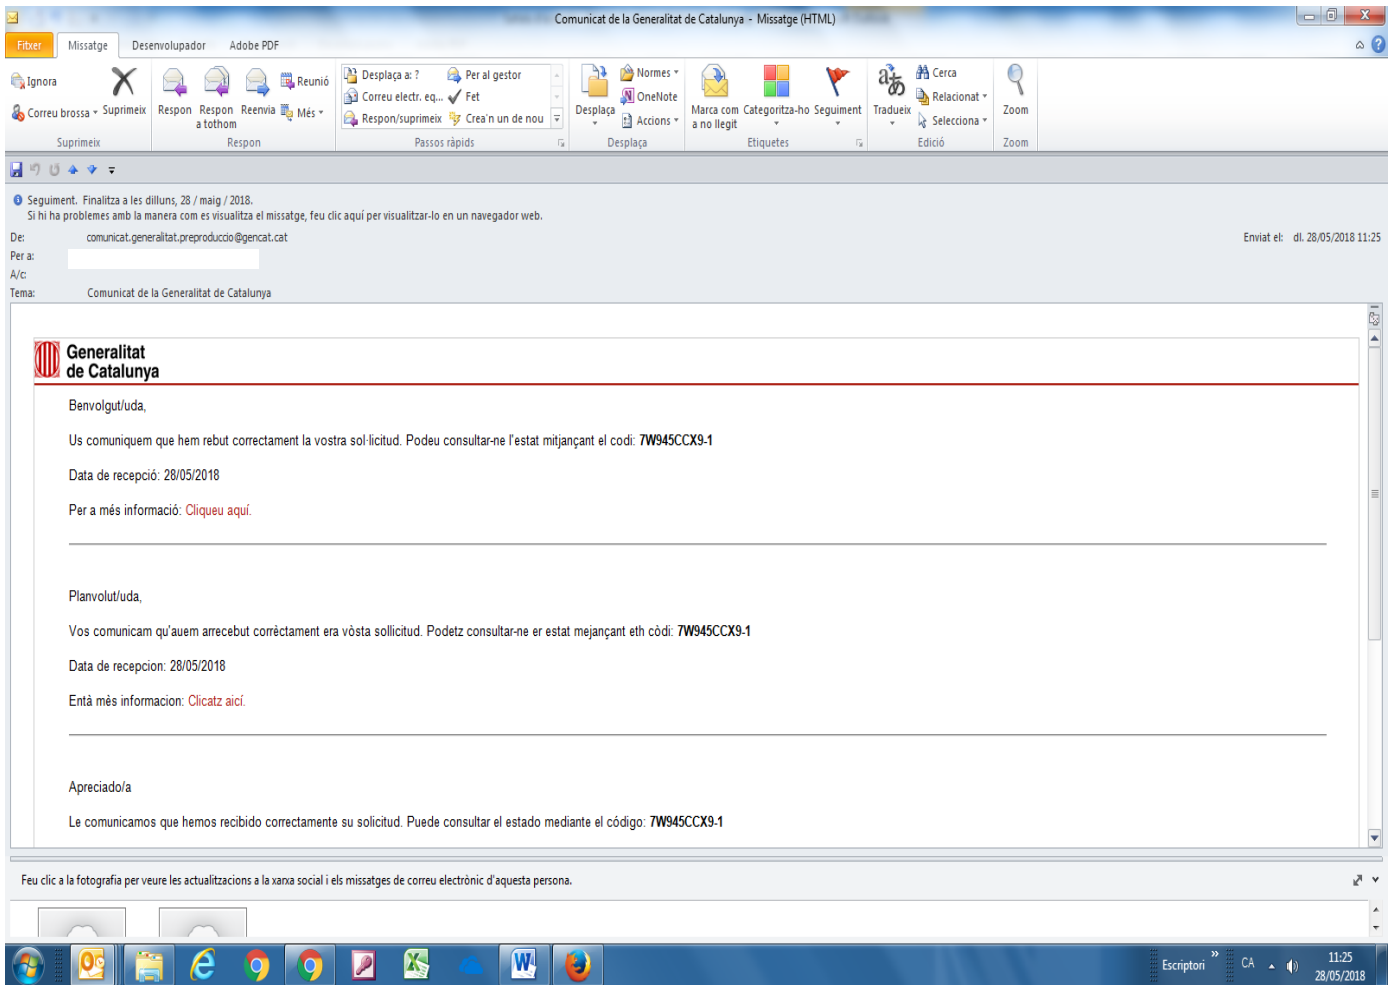 Comunicat de la Generalitat de Catalunya - Missatge (HTML)
Fitxer Missatge Desenvolupador Adobe PDF
Ignora
Correu brossa
Suprimeix
Suprimeix
Respon
Respon a tothom
Reenvia
Reunió
Més
Respon
Desplaça a: ?
Correu electr. eq...
Respon/suprimeix
Per al gestor
Fet
Crea'n un de nou
Passos ràpids
Desplaça
Normes
OneNote
Accions
Desplaça
Marca com a no llegit
Categoritza-ho
Seguiment
Etiquetes
Tradueix
Cerca
Relacionat
Selecciona
Edició
Zoom
Zoom
Seguiment. Finalitza a les dilluns, 28 / maig / 2018.
Si hi ha problemes amb la manera com es visualitza el missatge, feu clic aquí per visualitzar-lo en un navegador web.
De: comunicat.generalitat.preproduccio@gencat.cat Enviat el: dl. 28/05/2018 11:25
Per a:
A/c:
Tema: Comunicat de la Generalitat de Catalunya
Generalitat
de Catalunya
Benvolgut/uda,
Us comuniquem que hem rebut correctament la vostra sol·licitud. Podeu consultar-ne l'estat mitjançant el codi: 7W945CCX9-1
Data de recepció: 28/05/2018
Per a més informació: Cliqueu aquí.
Planvolut/uda,
Vos comunicam qu'auem arrecebut corrèctament era vòsta sollicitud. Podetz consultar-ne er estat mejançant eth còdi: 7W945CCX9-1
Data de recepcion: 28/05/2018
Entà mès informacion: Clicatz aicí.
Apreciado/a
Le comunicamos que hemos recibido correctamente su solicitud. Puede consultar el estado mediante el código: 7W945CCX9-1
Feu clic a la fotografia per veure les actualitzacions a la xarxa social i els missatges de correu electrònic d'aquesta persona.
Escriptori » CA 11:25
28/05/2018